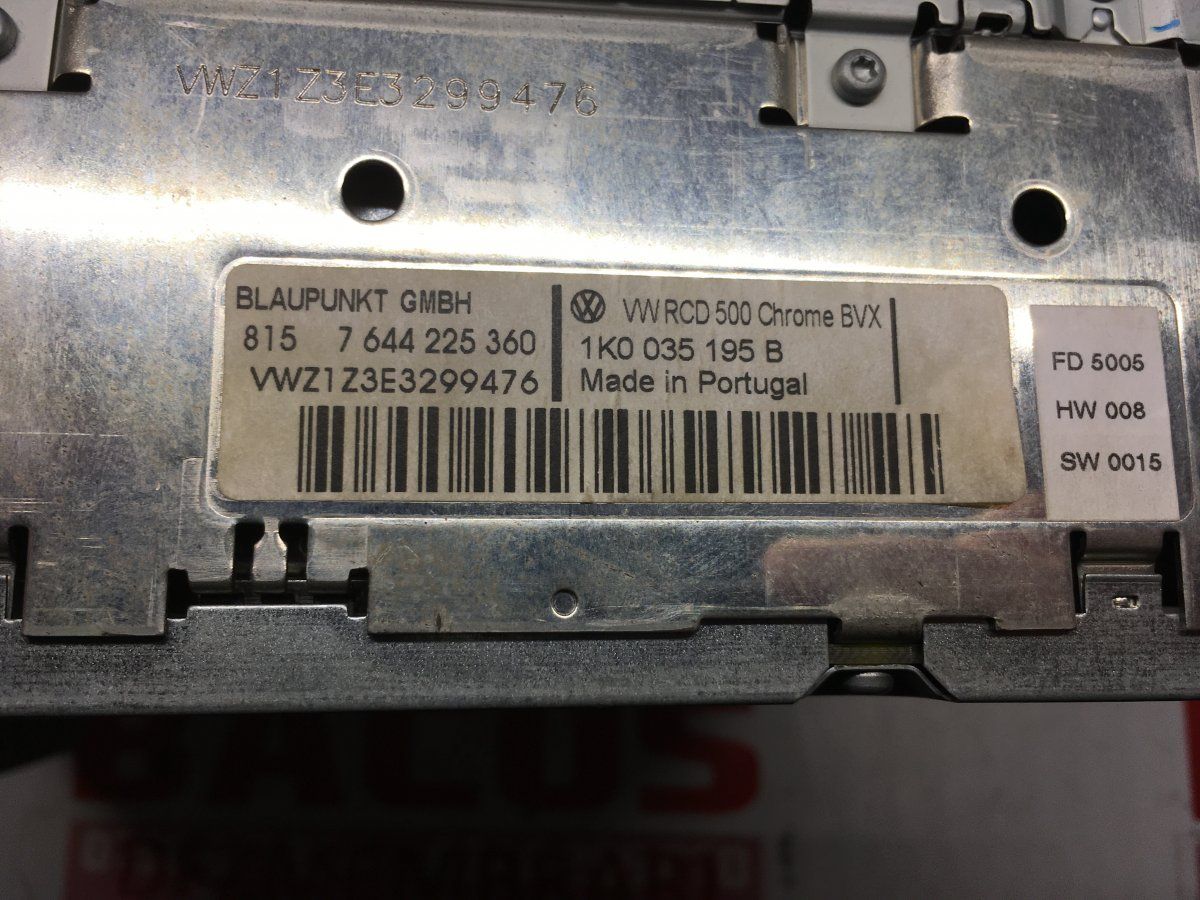 VWZ1Z3E3299476
BLAUPUNKT GMBH
815 7 644 225 360
VWZ1Z3E3299476
VW RCD 500 Chrome BVX
1K0 035 195 B
Made in Portugal
FD 5005
HW 008
SW 0015
BALOS